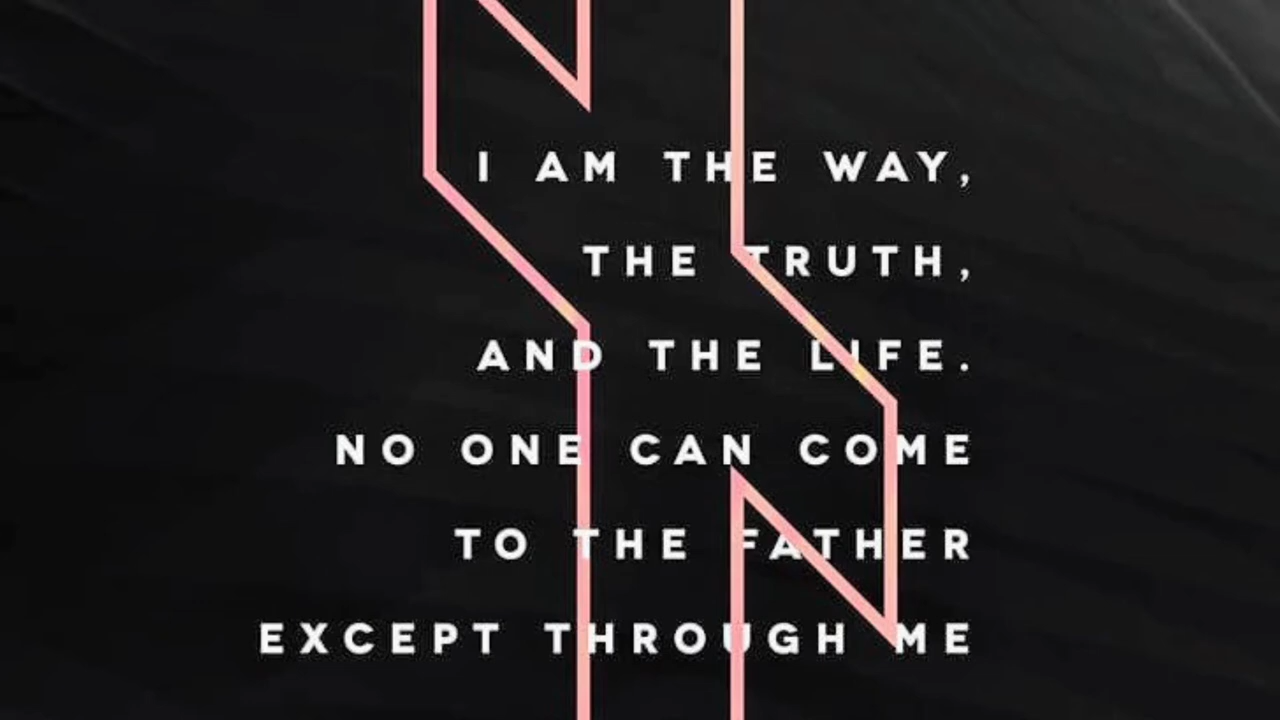 I AM THE WAY,
THE TRUTH,
AND THE LIFE.
NO ONE CAN COME
TO THE FATHER
EXCEPT THROUGH ME